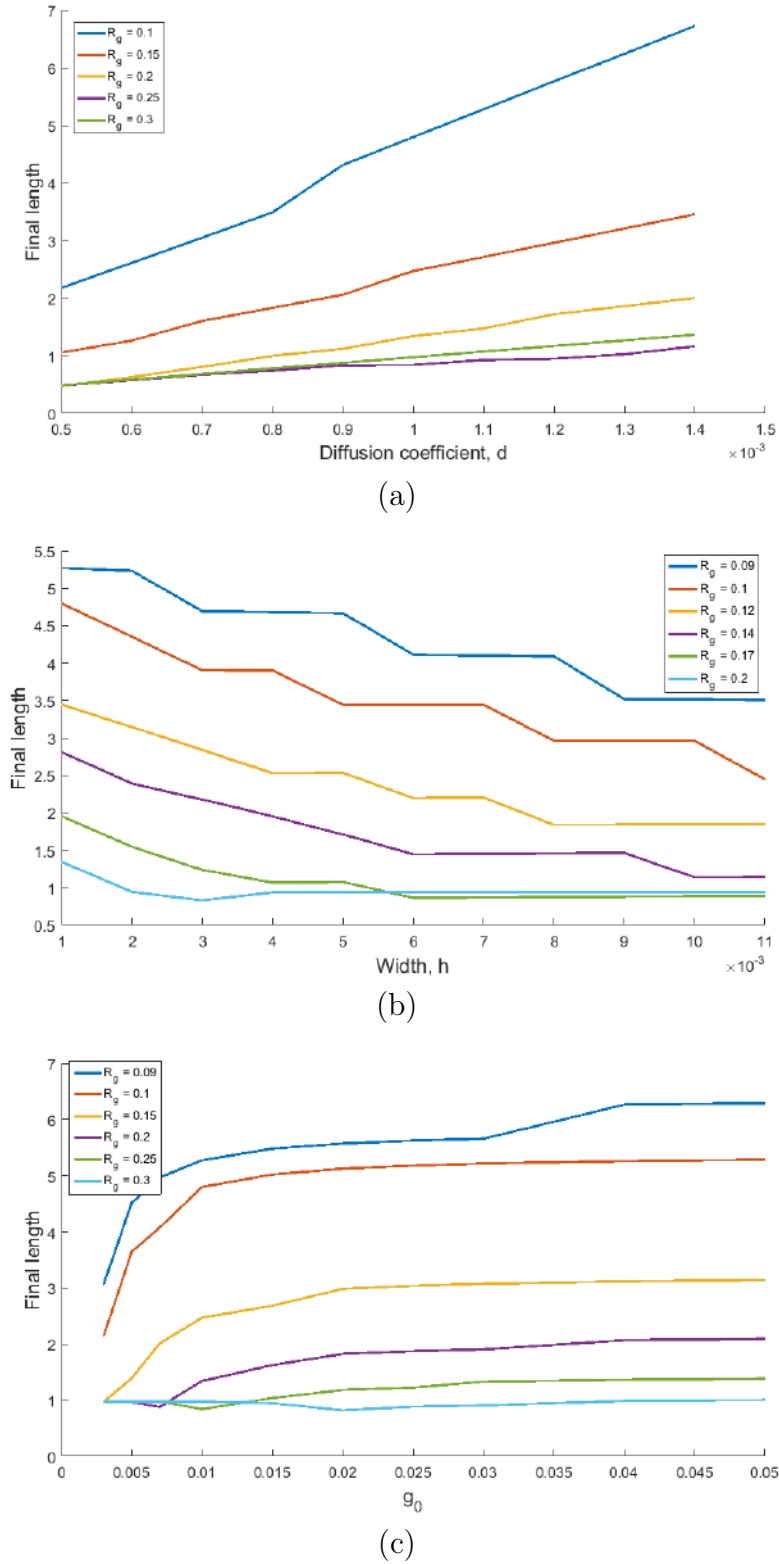 7
6
5
4
3
2
1
0
Final length
R_g = 0.1
R_g = 0.15
R_g = 0.2
R_g = 0.25
R_g = 0.3
0.5 0.6 0.7 0.8 0.9 1 1.1 1.2 1.3 1.4 1.5
Diffusion coefficient, d
×10^-3
(a)
5.5
5
4.5
4
3.5
3
2.5
2
1.5
1
0.5
Final length
R_g = 0.09
R_g = 0.1
R_g = 0.12
R_g = 0.14
R_g = 0.17
R_g = 0.2
1 2 3 4 5 6 7 8 9 10 11
Width, h
×10^-3
(b)
7
6
5
4
3
2
1
0
Final length
R_g = 0.09
R_g = 0.1
R_g = 0.15
R_g = 0.2
R_g = 0.25
R_g = 0.3
0 0.005 0.01 0.015 0.02 0.025 0.03 0.035 0.04 0.045 0.05
g_0
(c)